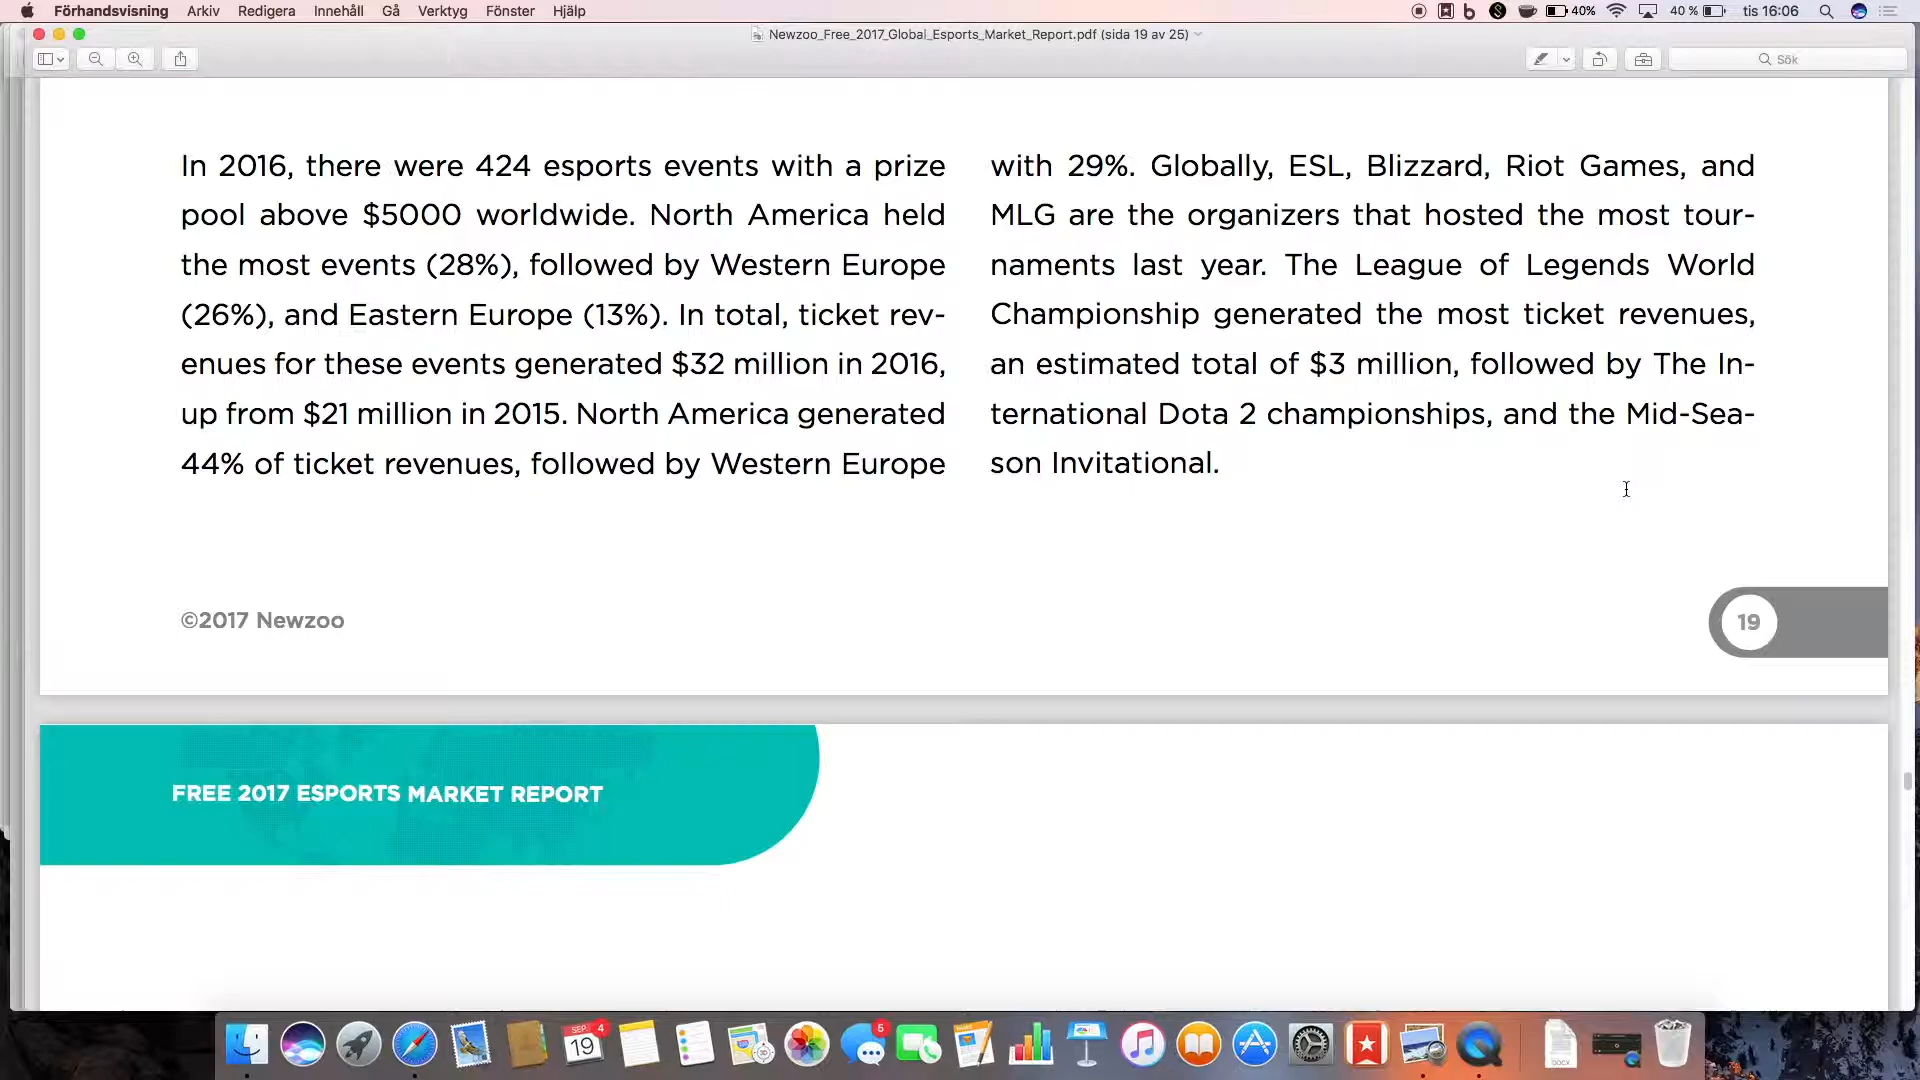 Förhandsvisning Arkiv Redigera Innehåll Gå Verktyg Fönster Hjälp 40% 40 % tis 16:06
Newzoo_Free_2017_Global_Esports_Market_Report.pdf (sida 19 av 25)
Sök
In 2016, there were 424 esports events with a prize
pool above $5000 worldwide. North America held
the most events (28%), followed by Western Europe
(26%), and Eastern Europe (13%). In total, ticket rev-
enues for these events generated $32 million in 2016,
up from $21 million in 2015. North America generated
44% of ticket revenues, followed by Western Europe
with 29%. Globally, ESL, Blizzard, Riot Games, and
MLG are the organizers that hosted the most tour-
naments last year. The League of Legends World
Championship generated the most ticket revenues,
an estimated total of $3 million, followed by The In-
ternational Dota 2 championships, and the Mid-Sea-
son Invitational.
©2017 Newzoo
19
FREE 2017 ESPORTS MARKET REPORT
SEP. 4
19
5
DOCX